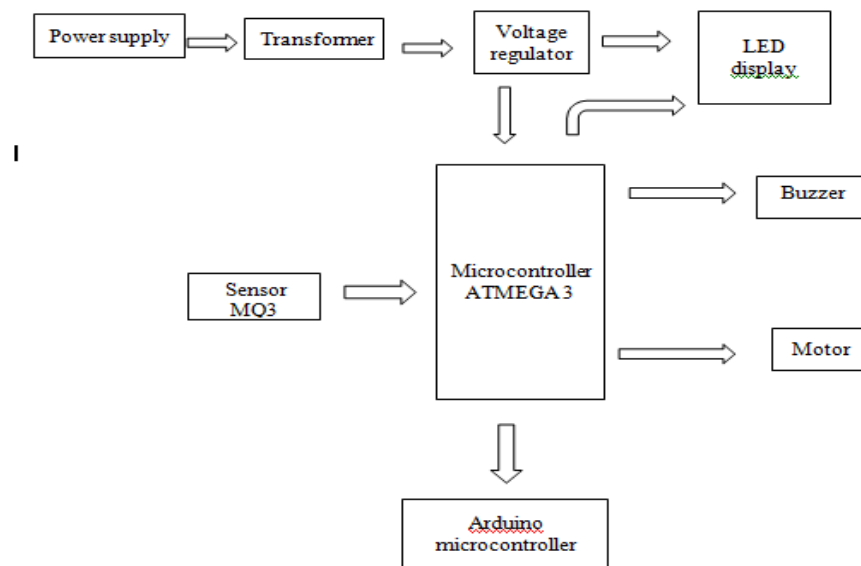 Power supply
Transformer
Voltage
regulator
LED
display
I
Buzzer
Microcontroller
ATMEGA 3
Sensor
MQ3
Motor
Arduino
microcontroller